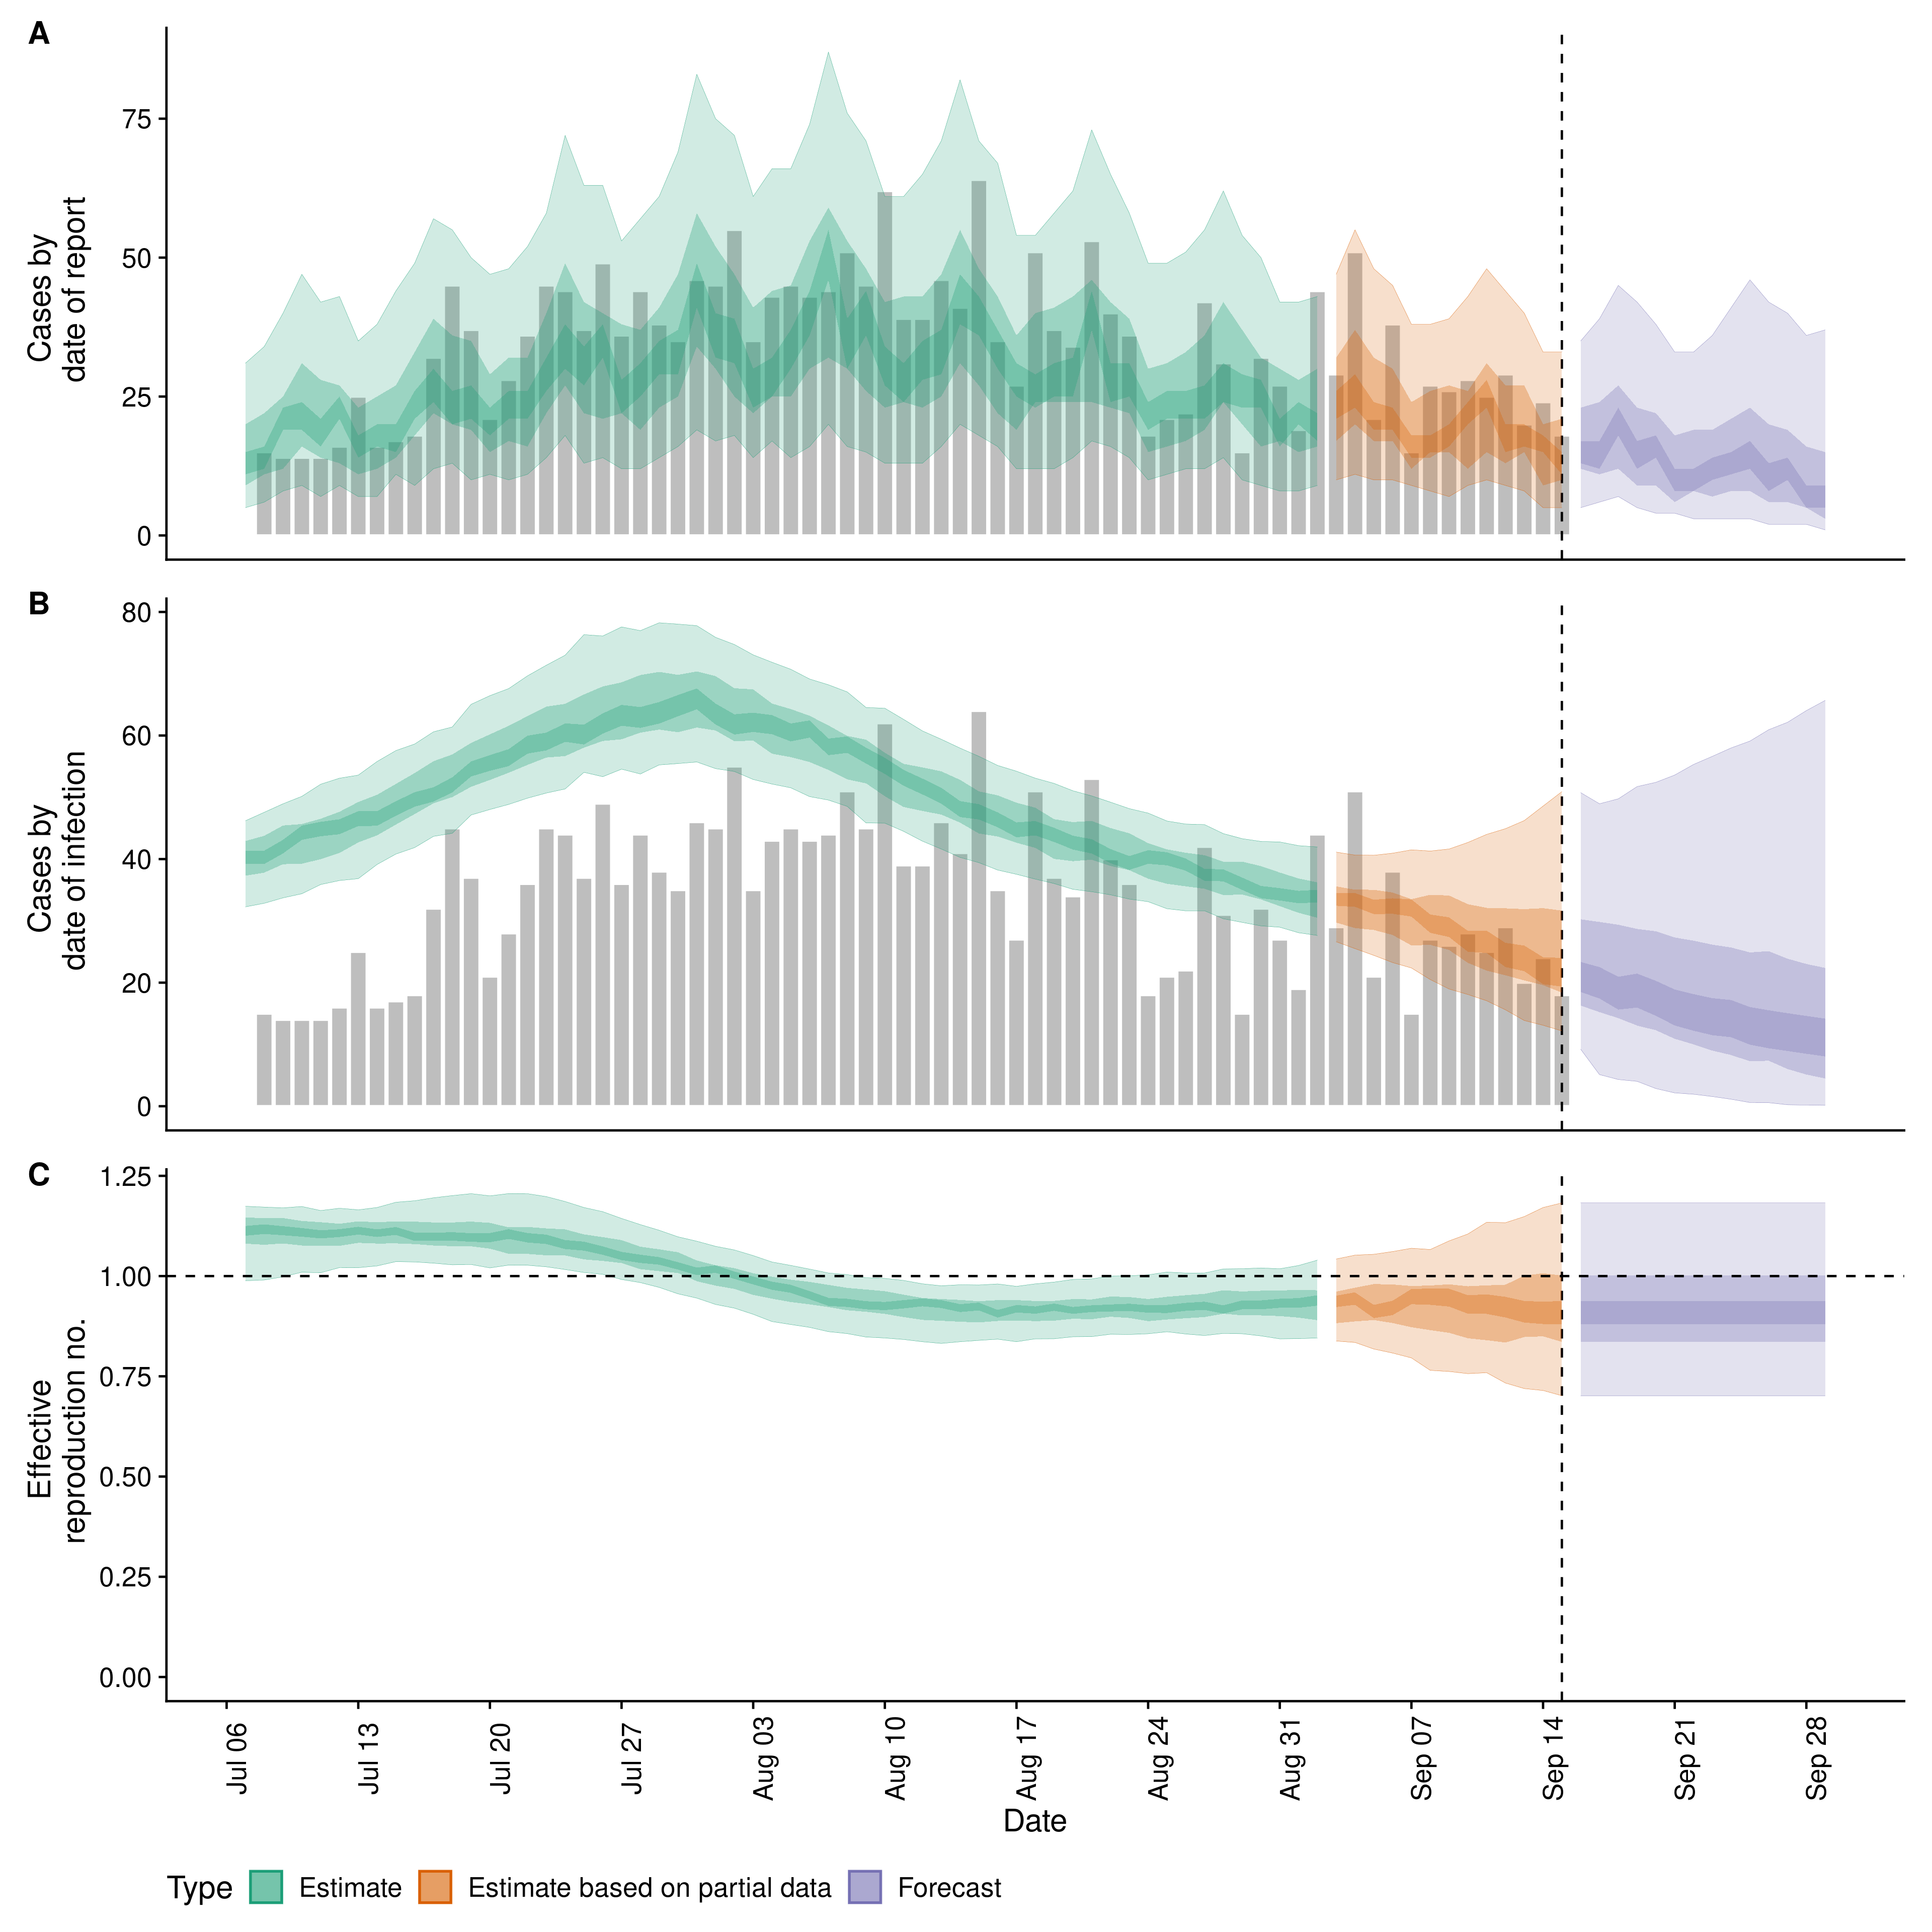 A
Cases by
date of report
75
50
25
0
B
Cases by
date of infection
80
60
40
20
0
C
Effective
reproduction no.
1.25
1.00
0.75
0.50
0.25
0.00
Jul 06
Jul 13
Jul 20
Jul 27
Aug 03
Aug 10
Aug 17
Aug 24
Aug 31
Sep 07
Sep 14
Sep 21
Sep 28
Date
Type Estimate Estimate based on partial data Forecast